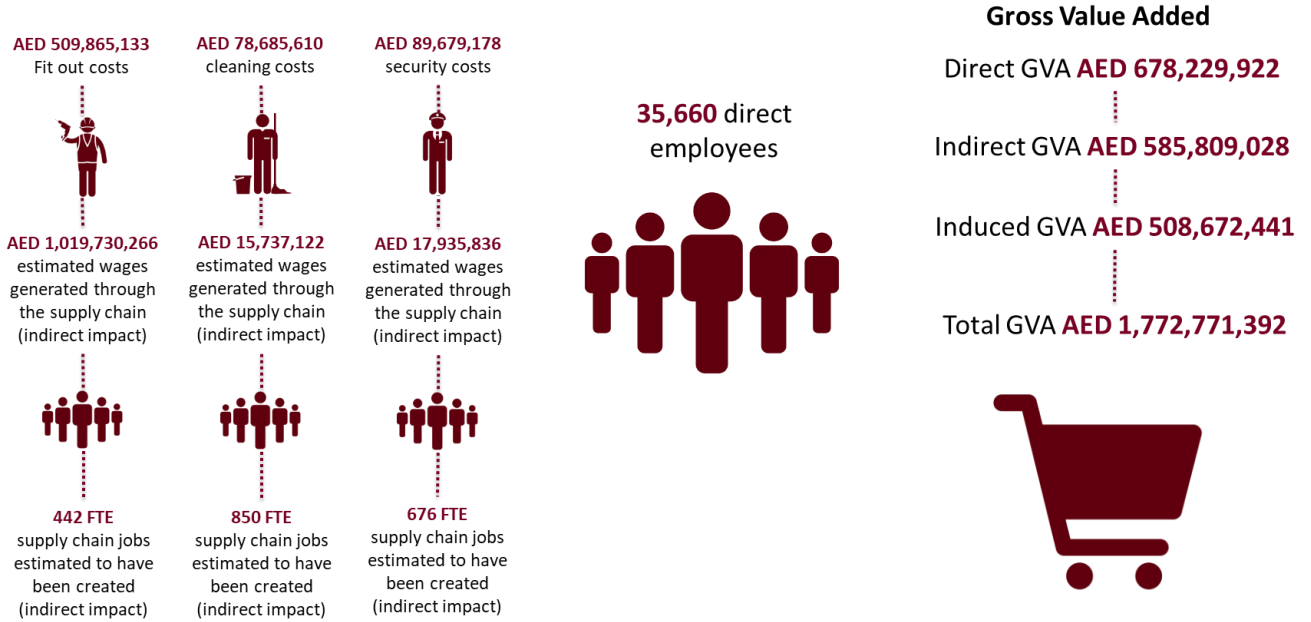 AED 509,865,133
Fit out costs
AED 1,019,730,266
estimated wages
generated through
the supply chain
(indirect impact)
442 FTE
supply chain jobs
estimated to have
been created
(indirect impact)
AED 78,685,610
cleaning costs
AED 15,737,122
estimated wages
generated through
the supply chain
(indirect impact)
850 FTE
supply chain jobs
estimated to have
been created
(indirect impact)
AED 89,679,178
security costs
AED 17,935,836
estimated wages
generated through
the supply chain
(indirect impact)
676 FTE
supply chain jobs
estimated to have
been created
(indirect impact)
35,660 direct
employees
Gross Value Added
Direct GVA AED 678,229,922
Indirect GVA AED 585,809,028
Induced GVA AED 508,672,441
Total GVA AED 1,772,771,392